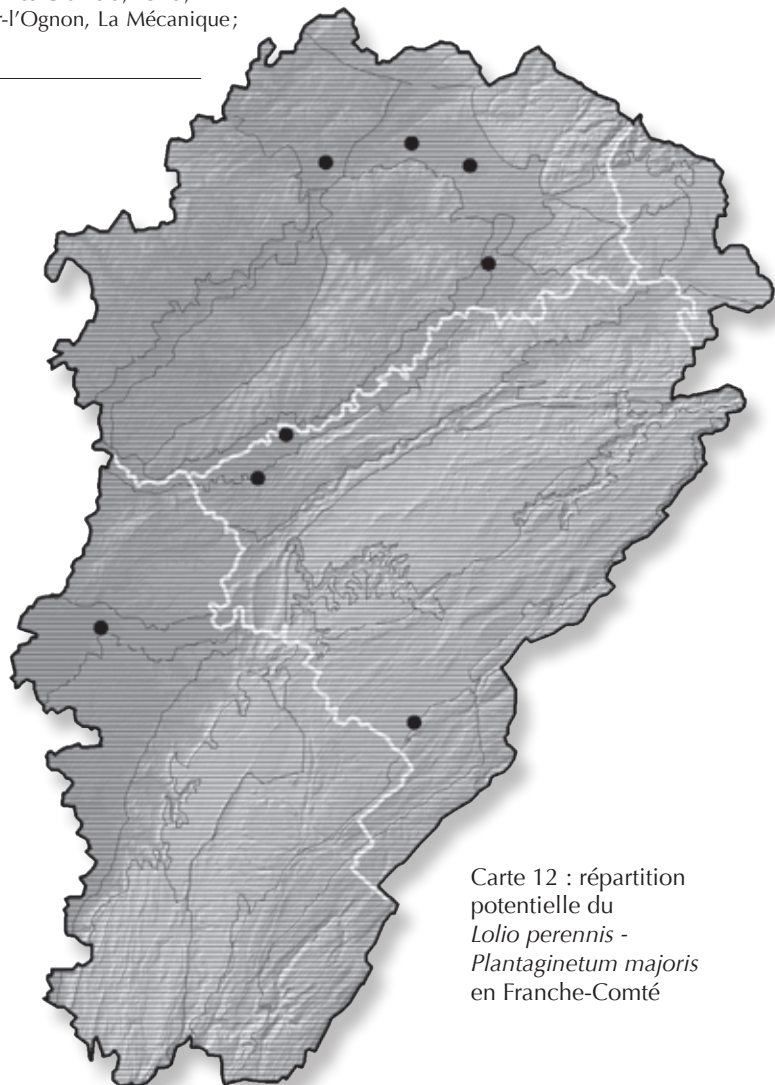 r-l'Ognon, La Mécanique;
Carte 12 : répartition
potentielle du
Lolio perennis -
Plantaginetum majoris
en Franche-Comté